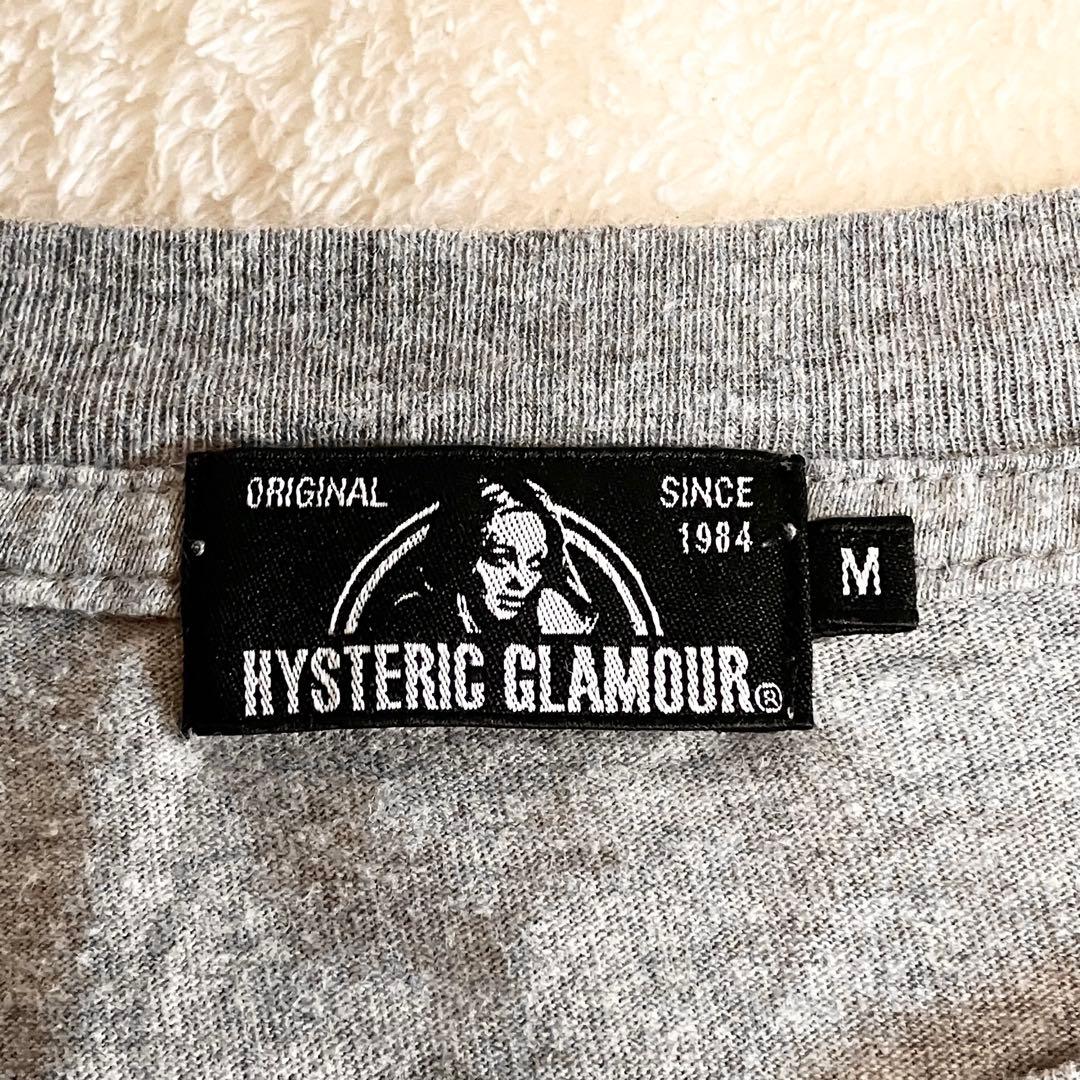 ORIGINAL
SINCE
1984
HYSTERIC GLAMOUR®
M